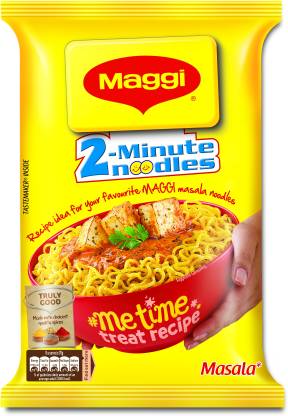 Maggi
®
2-Minute
noodles
TASTEMAKER® INSIDE
Recipe idea for your favourite MAGGI masala noodles
TRULY
GOOD
#me time
treat recipe
Masala*